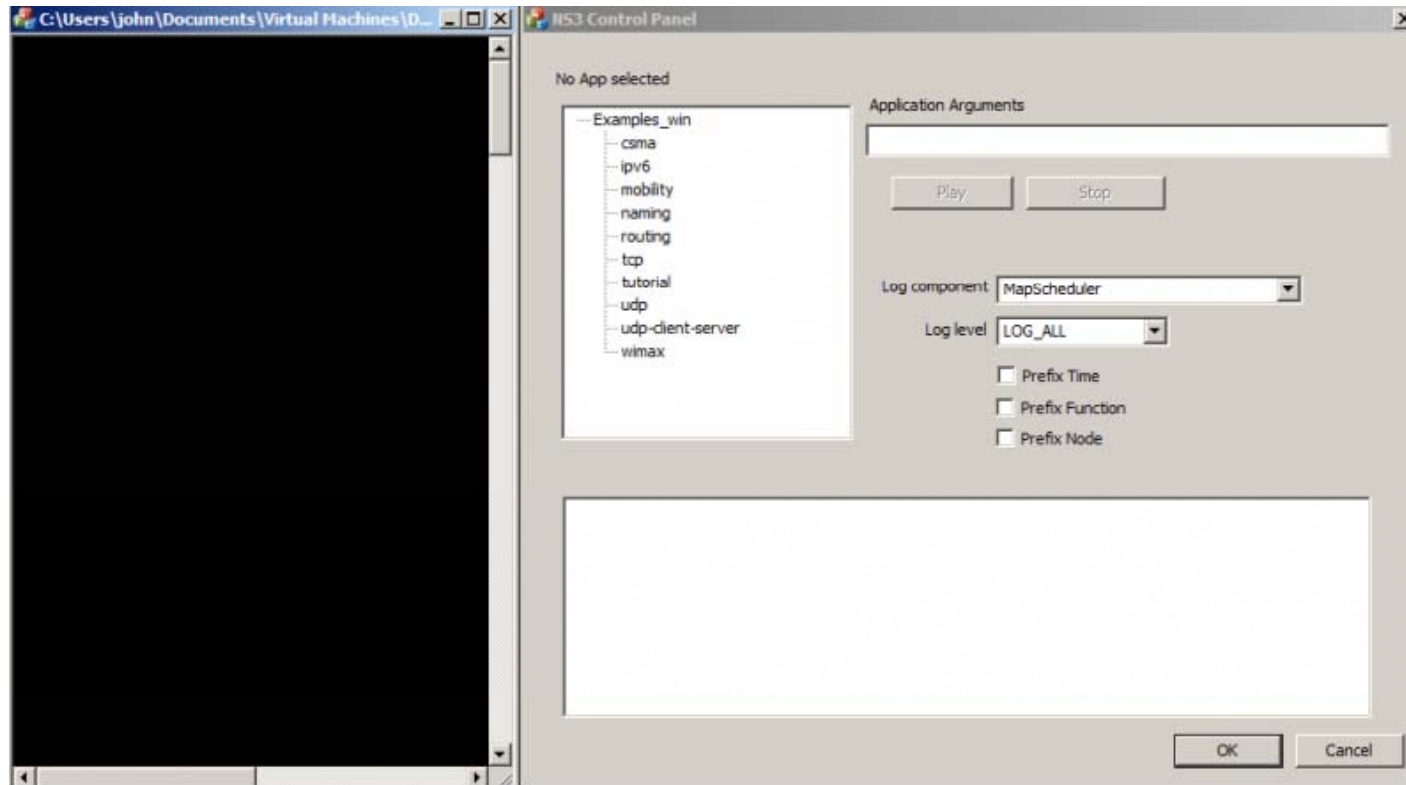 C:\Users\john\Documents\Virtual Machines\D...
NS3 Control Panel
No App selected
Examples_win
csma
ipv6
mobility
naming
routing
tcp
tutorial
udp
udp-client-server
wimax
Application Arguments
Play
Stop
Log component
MapScheduler
Log level
LOG_ALL
Prefix Time
Prefix Function
Prefix Node
OK
Cancel